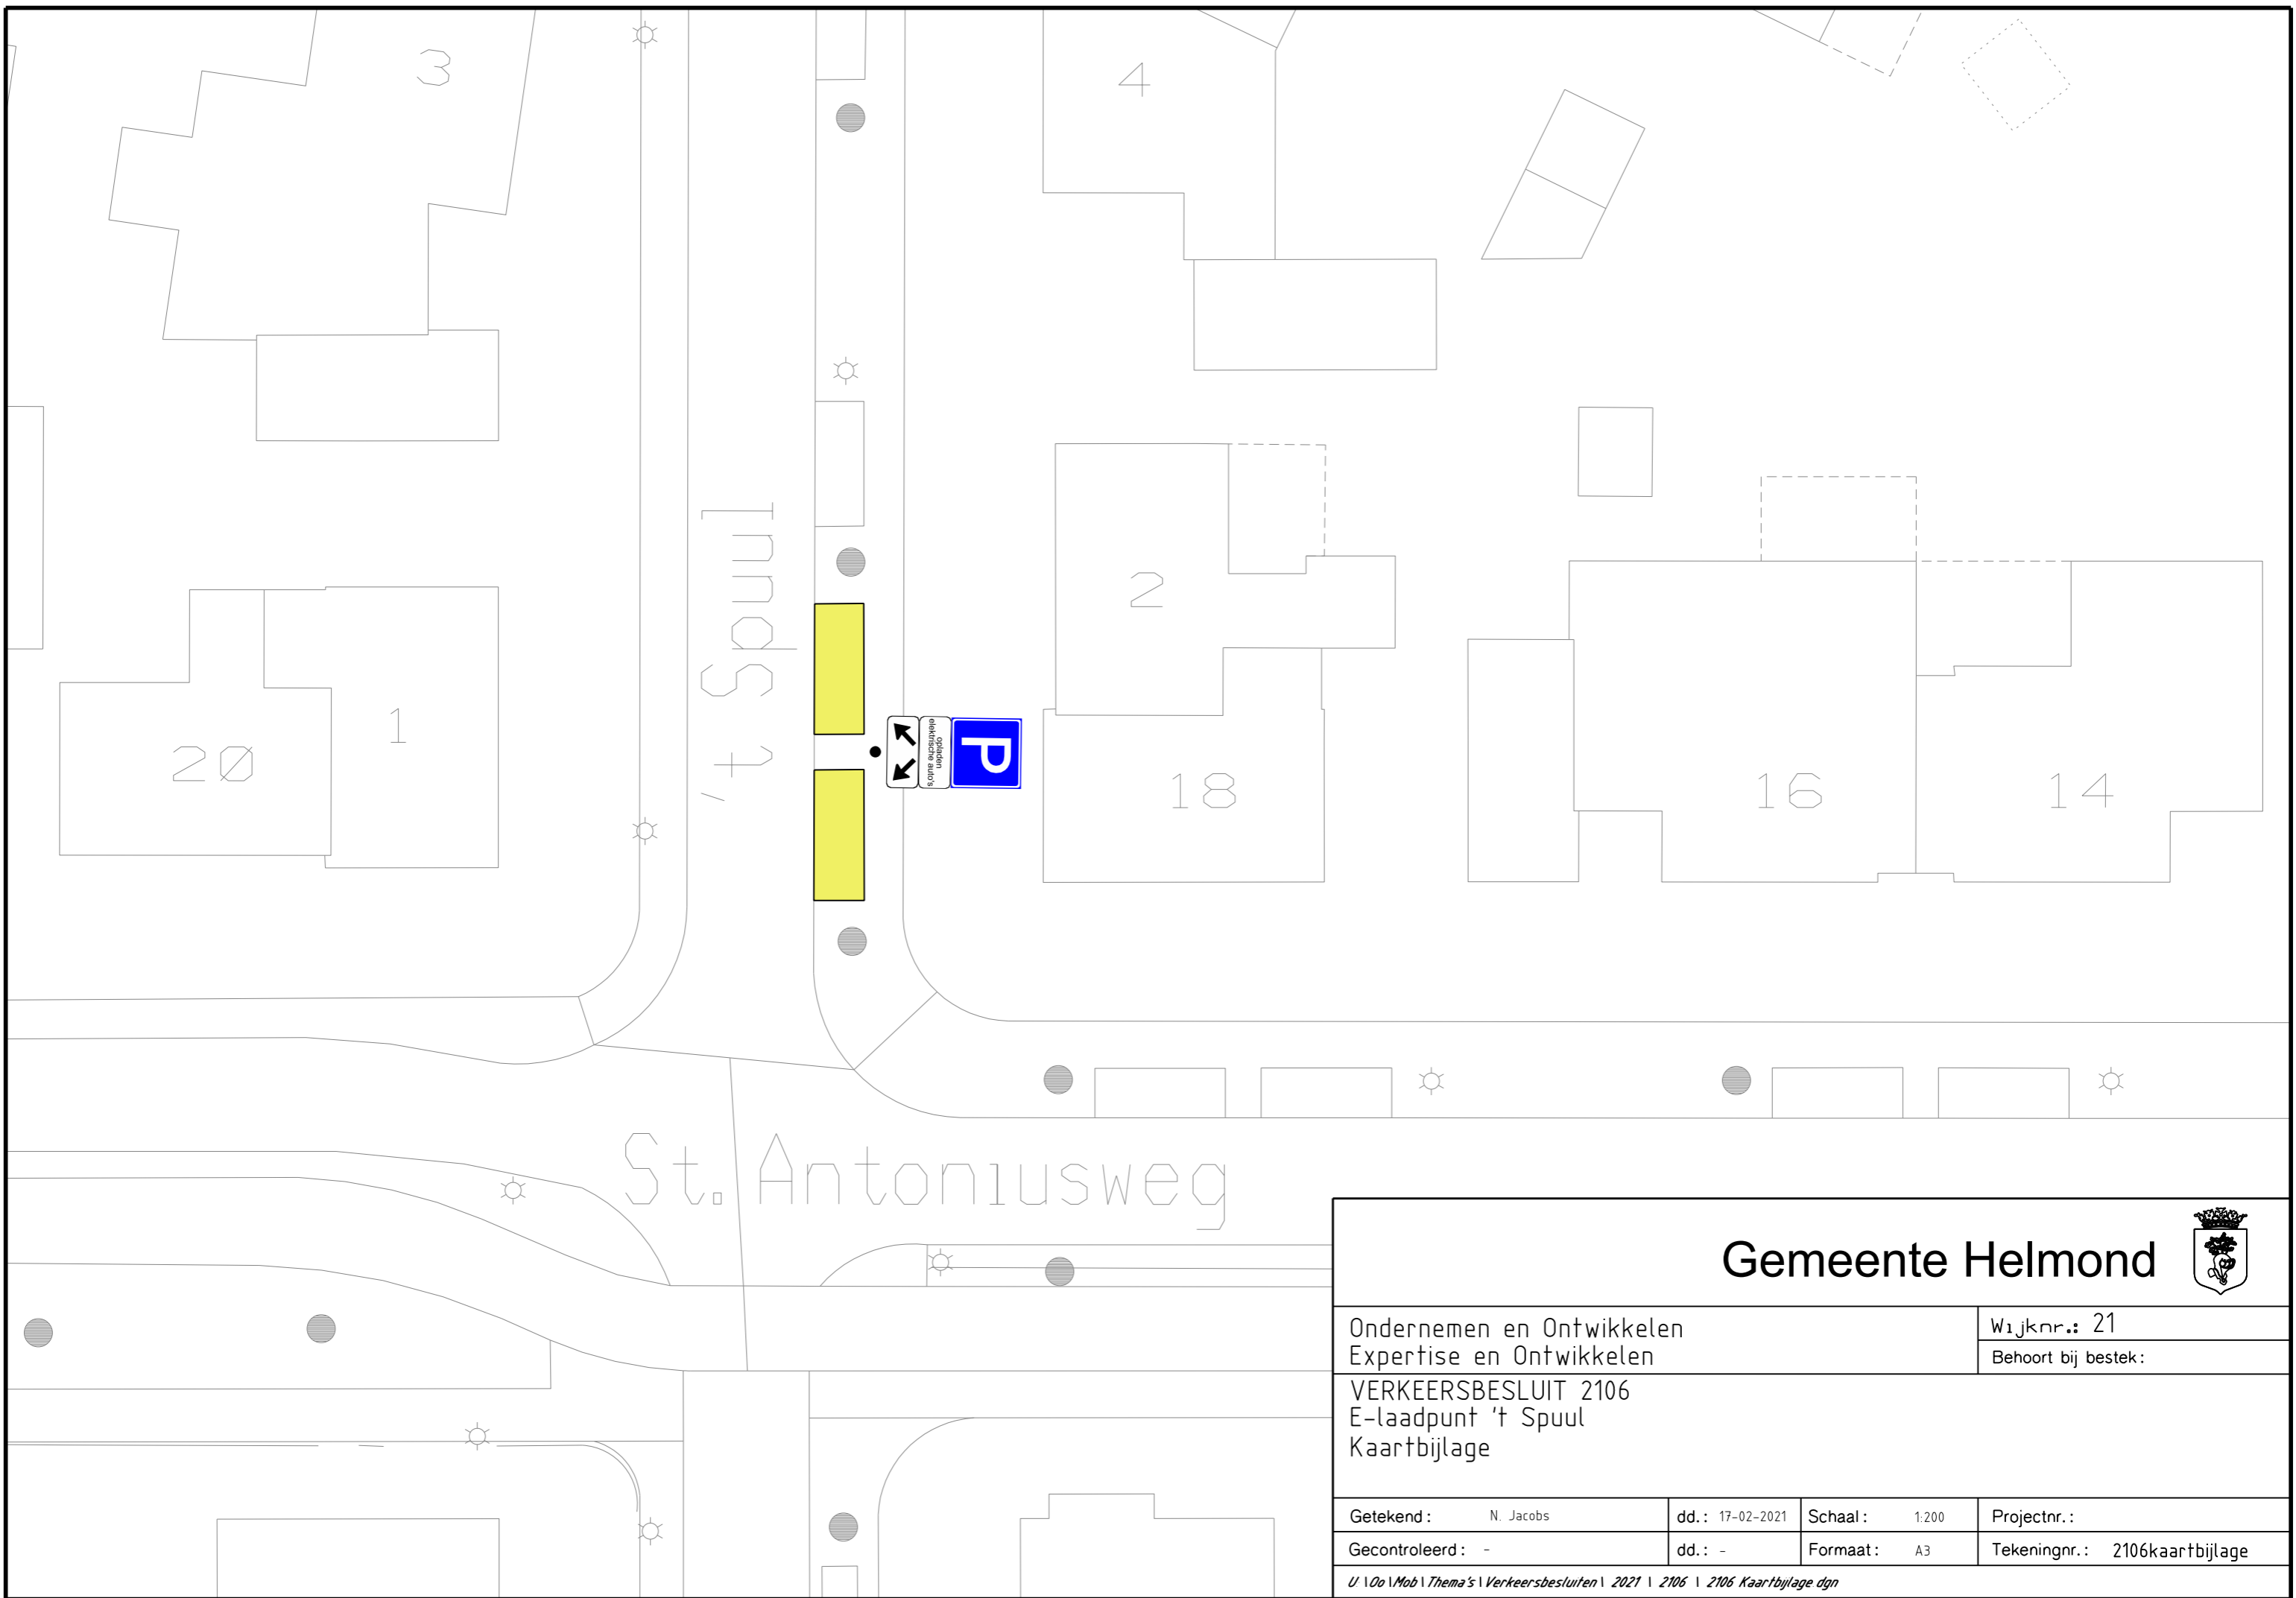 3
4
't Spuul
2
1
20
P
opladen
elektrische auto's
18
16
14
St. Antoniusweg
Gemeente Helmond
Ondernemen en Ontwikkelen
Expertise en Ontwikkelen
Wijknr.: 21
Behoort bij bestek:
VERKEERSBESLUIT 2106
E-laadpunt 't Spuul
Kaartbijlage
Getekend: N. Jacobs dd.: 17-02-2021 Schaal: 1:200 Projectnr.:
Gecontroleerd: - dd.: - Formaat: A3 Tekeningnr.: 2106kaartbijlage
U \Oo \Mob \ Thema's \ Verkeersbesluiten \ 2021 \ 2106 \ 2106 Kaartbijlage dgn